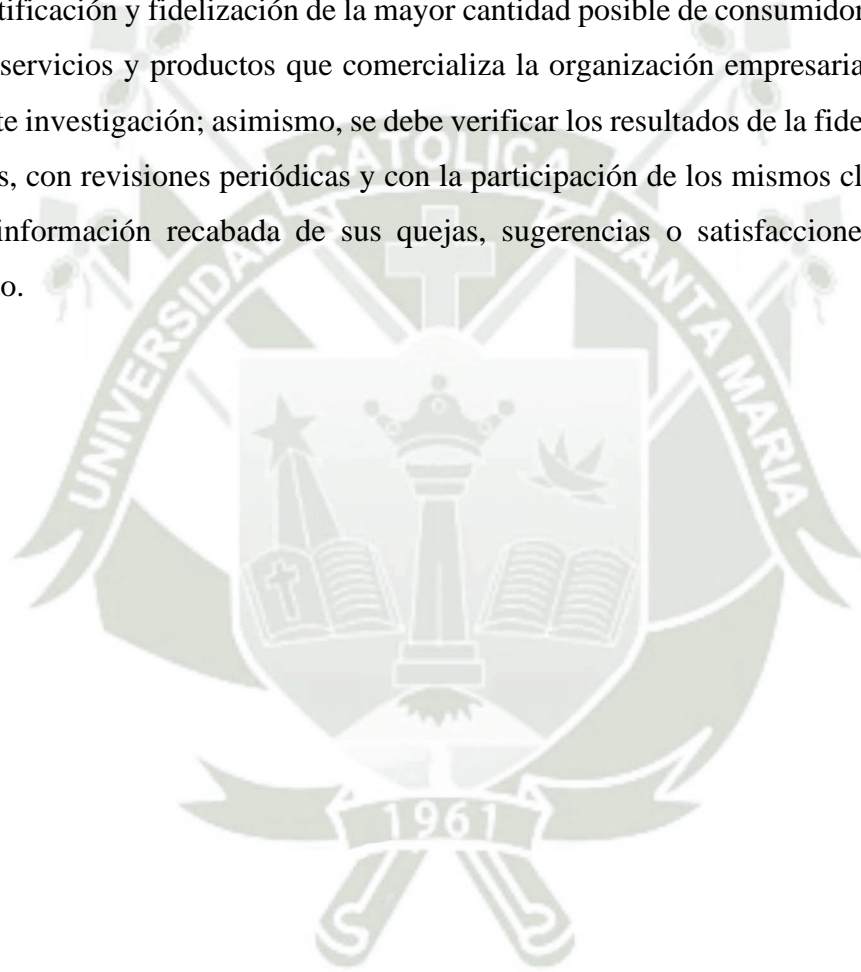 tificación y fidelización de la mayor cantidad posible de consumidor
servicios y productos que comercializa la organización empresaria
te investigación; asimismo, se debe verificar los resultados de la fide
s, con revisiones periódicas y con la participación de los mismos cl
información recabada de sus quejas, sugerencias o satisfaccione
o.
UNIVERSIDAD CATOLICA SANTA MARIA
1961